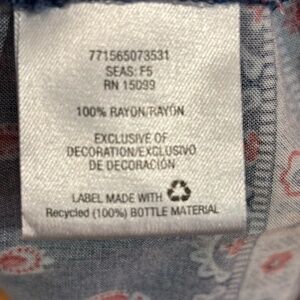 771565073531
SEAS: F5
RN 15099
100% RAYON/RAYÓN
EXCLUSIVE OF
DECORATION/EXCLUSIVO
DE DECORACIÓN
LABEL MADE WITH
Recycled (100%) BOTTLE MATERIAL